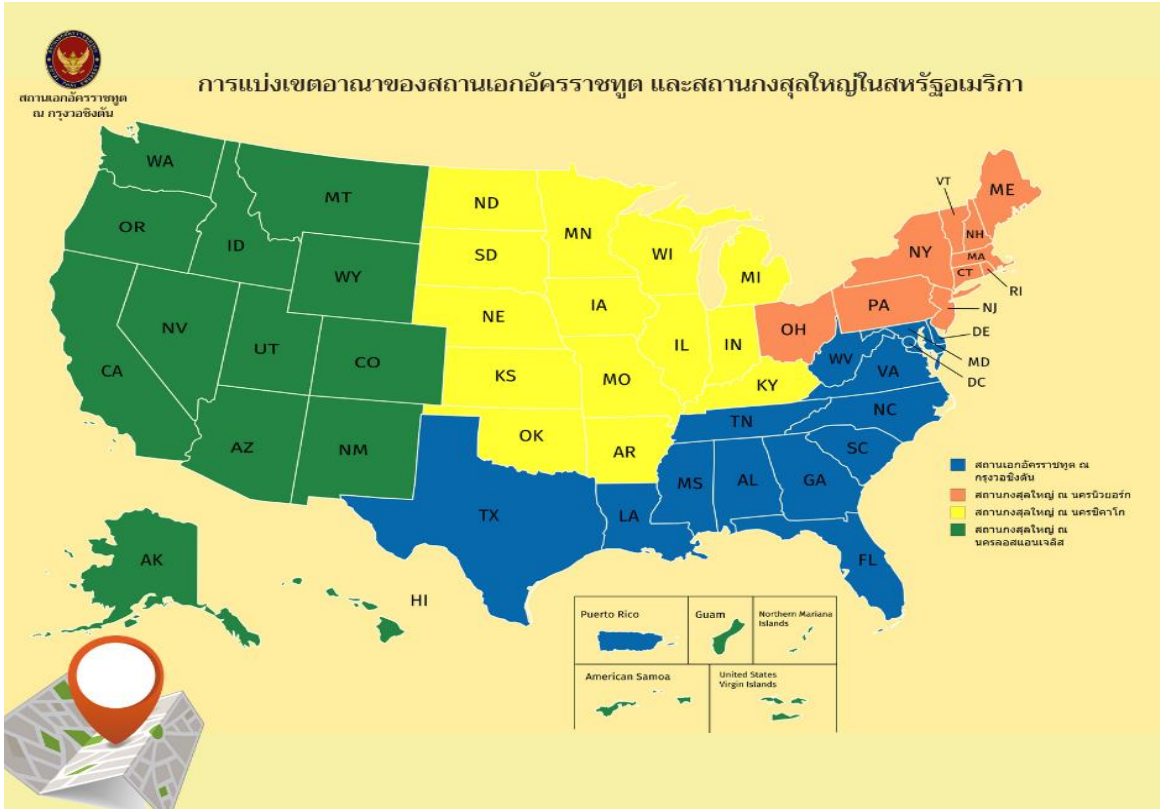 สถานเอกอัครราชทูต
ณ กรุงวอชิงตัน
การแบ่งเขตอาณาของสถานเอกอัครราชทูต และสถานกงสุลใหญ่ในสหรัฐอเมริกา
WA
MT
ND
MN
VT
ME
OR
ID
SD
WI
MI
NY
NH
MA
CT
RI
WY
NE
IA
PA
NJ
NV
UT
CO
IL
IN
OH
DE
MD
DC
CA
KS
MO
KY
WV
VA
AZ
NM
OK
AR
TN
NC
SC
TX
LA
MS
AL
GA
FL
สถานเอกอัครราชทูต ณ
กรุงวอชิงตัน
สถานกงสุลใหญ่ ณ นครนิวยอร์ก
สถานกงสุลใหญ่ ณ นครชิคาโก
สถานกงสุลใหญ่ ณ
นครลอสแอนเจลิส
AK
HI
Puerto Rico
Guam
Northern Mariana
Islands
American Samoa
United States
Virgin Islands